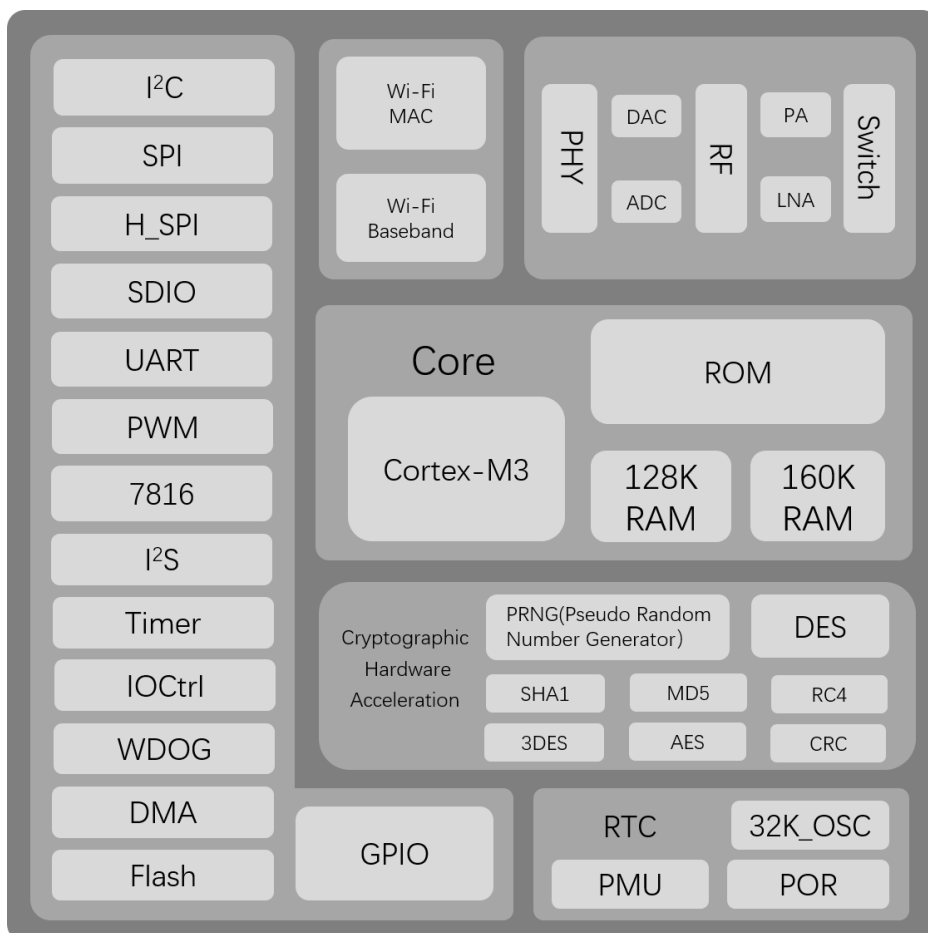 I²C
SPI
H_SPI
SDIO
UART
PWM
7816
I²S
Timer
IOCtrl
WDOG
DMA
Flash
GPIO
Wi-Fi
MAC
Wi-Fi
Baseband
PHY
DAC
ADC
RF
PA
LNA
Switch
Core
Cortex-M3
ROM
128K
RAM
160K
RAM
Cryptographic
Hardware
Acceleration
PRNG(Pseudo Random
Number Generator）
DES
SHA1
MD5
RC4
3DES
AES
CRC
RTC
32K_OSC
PMU
POR